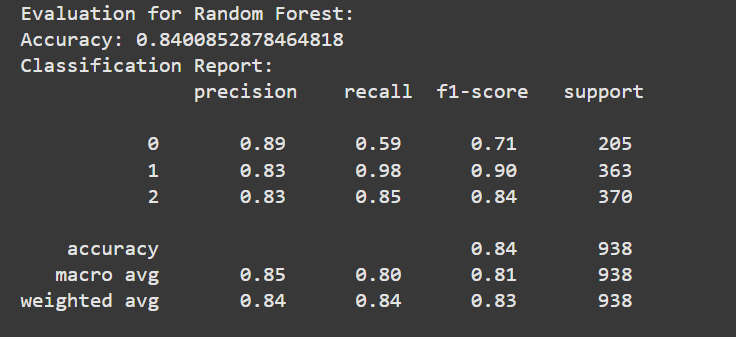 Evaluation for Random Forest:
Accuracy: 0.8400852878464818
Classification Report:
precision recall f1-score support
0 0.89 0.59 0.71 205
1 0.83 0.98 0.90 363
2 0.83 0.85 0.84 370
accuracy 0.84 938
macro avg 0.85 0.80 0.81 938
weighted avg 0.84 0.84 0.83 938